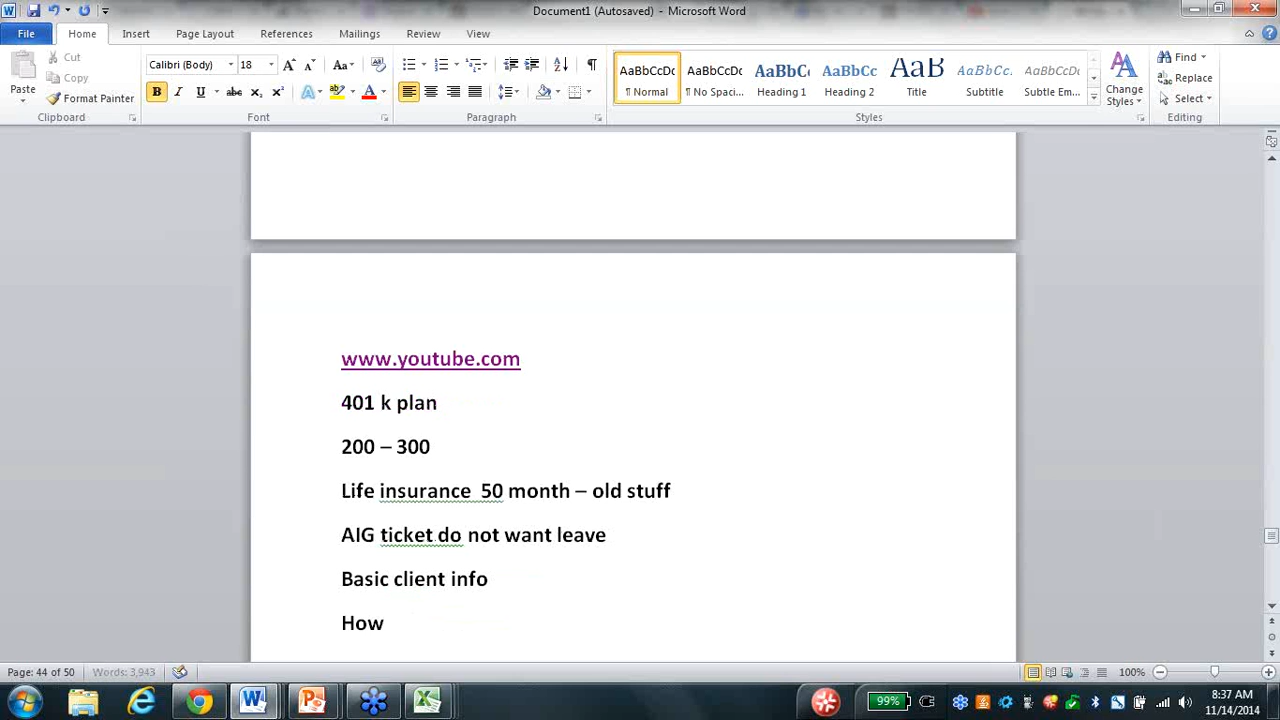 Document1 (Autosaved) - Microsoft Word
File Home Insert Page Layout References Mailings Review View
Paste
Cut
Copy
Format Painter
Clipboard
Calibri (Body) 18
Font
Paragraph
AaBbCcDc AaBbCcDc AaBbC AaBbCc AaB AaBbCc. AaBbCcDc
¶ Normal ¶ No Spaci... Heading 1 Heading 2 Title Subtitle Subtle Em...
Change Styles
Styles
Find
Replace
Select
Editing
www.youtube.com
401 k plan
200 – 300
Life insurance 50 month – old stuff
AIG ticket do not want leave
Basic client info
How
Page: 44 of 50 Words: 3,943 100%
99%
8:37 AM
11/14/2014